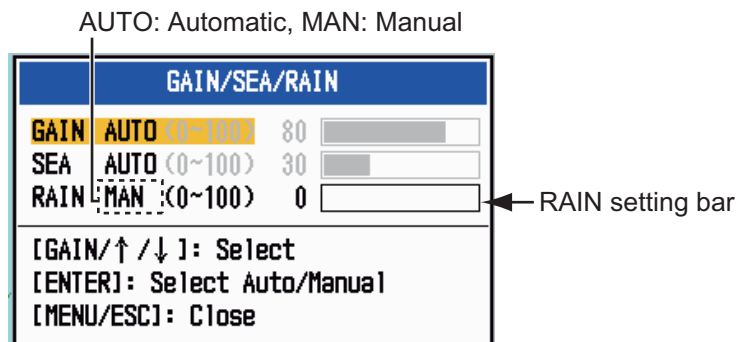 AUTO: Automatic, MAN: Manual
GAIN/SEA/RAIN
GAIN AUTO (0~100) 80
SEA AUTO (0~100) 30
RAIN MAN (0~100) 0
RAIN setting bar
[GAIN/↑/↓]: Select
[ENTER]: Select Auto/Manual
[MENU/ESC]: Close